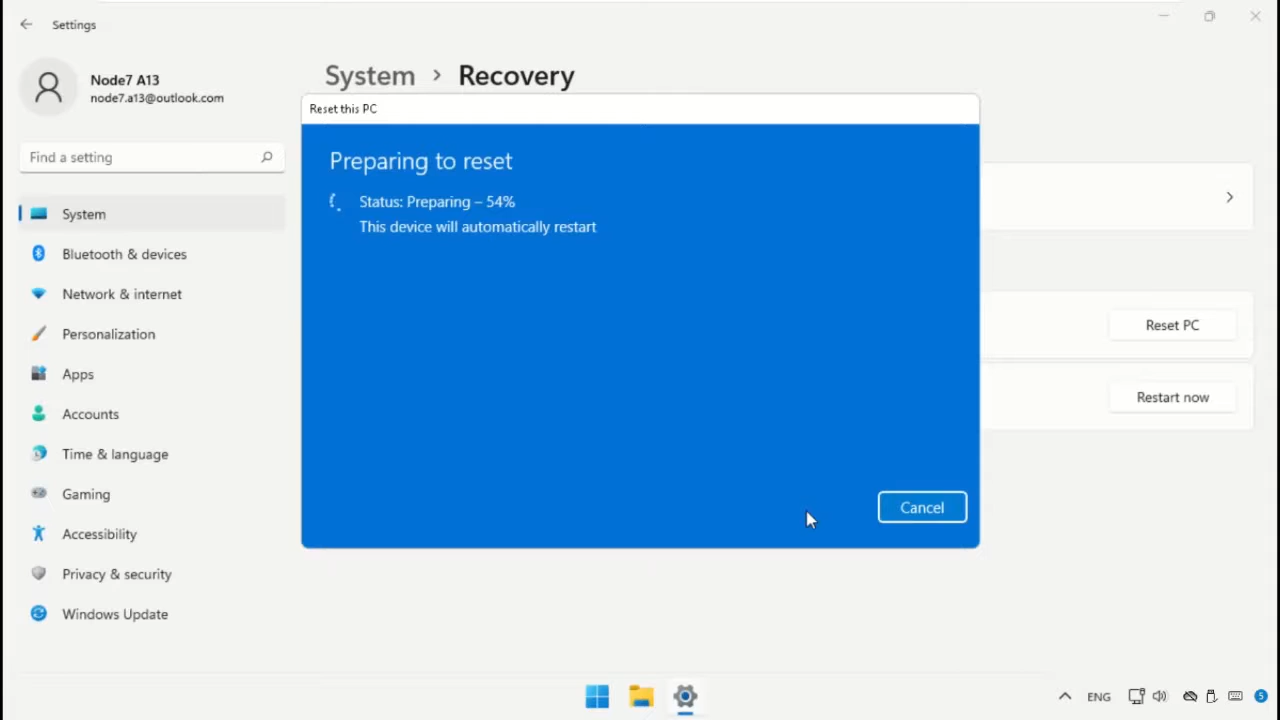 Settings
Node7 A13
node7.a13@outlook.com
Find a setting
System
Bluetooth & devices
Network & internet
Personalization
Apps
Accounts
Time & language
Gaming
Accessibility
Privacy & security
Windows Update
System › Recovery
Reset this PC
Preparing to reset
Status: Preparing – 54%
This device will automatically restart
Cancel
Reset PC
Restart now
ENG
5